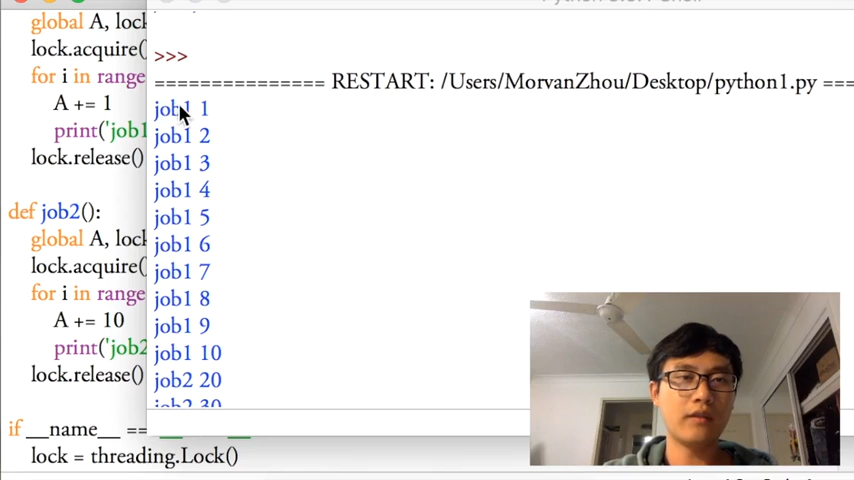 global A, lock
lock.acquire()
for i in range
A += 1
print('job1
lock.release()
def job2():
global A, lock
lock.acquire()
for i in range
A += 10
print('job2
lock.release()
if __name__ ==
lock = threading.Lock()
>>>
=============== RESTART: /Users/MorvanZhou/Desktop/python1.py ===
job1 1
job1 2
job1 3
job1 4
job1 5
job1 6
job1 7
job1 8
job1 9
job1 10
job2 20
job2 30